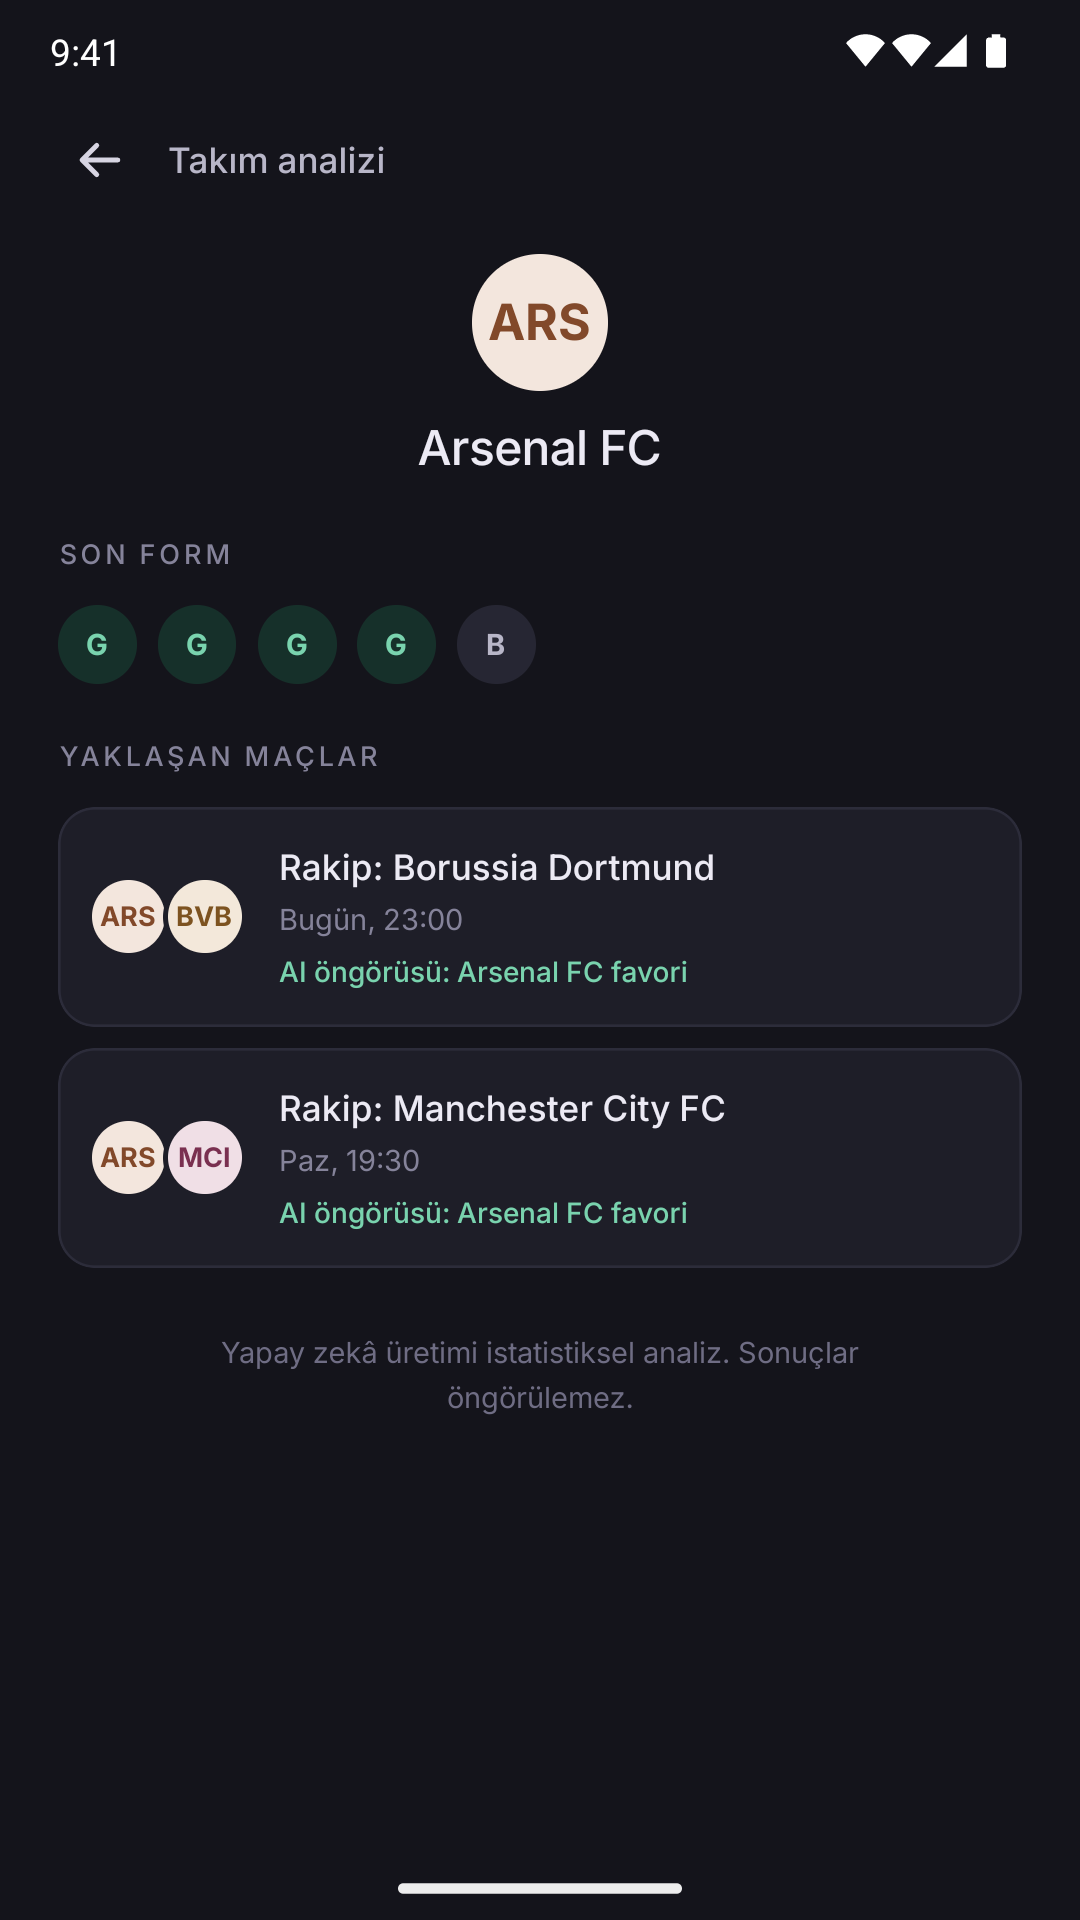 9:41
Takım analizi
ARS
Arsenal FC
SON FORM
G G G G B
YAKLAŞAN MAÇLAR
ARS BVB
Rakip: Borussia Dortmund
Bugün, 23:00
AI öngörüsü: Arsenal FC favori
ARS MCI
Rakip: Manchester City FC
Paz, 19:30
AI öngörüsü: Arsenal FC favori
Yapay zekâ üretimi istatistiksel analiz. Sonuçlar
öngörülemez.